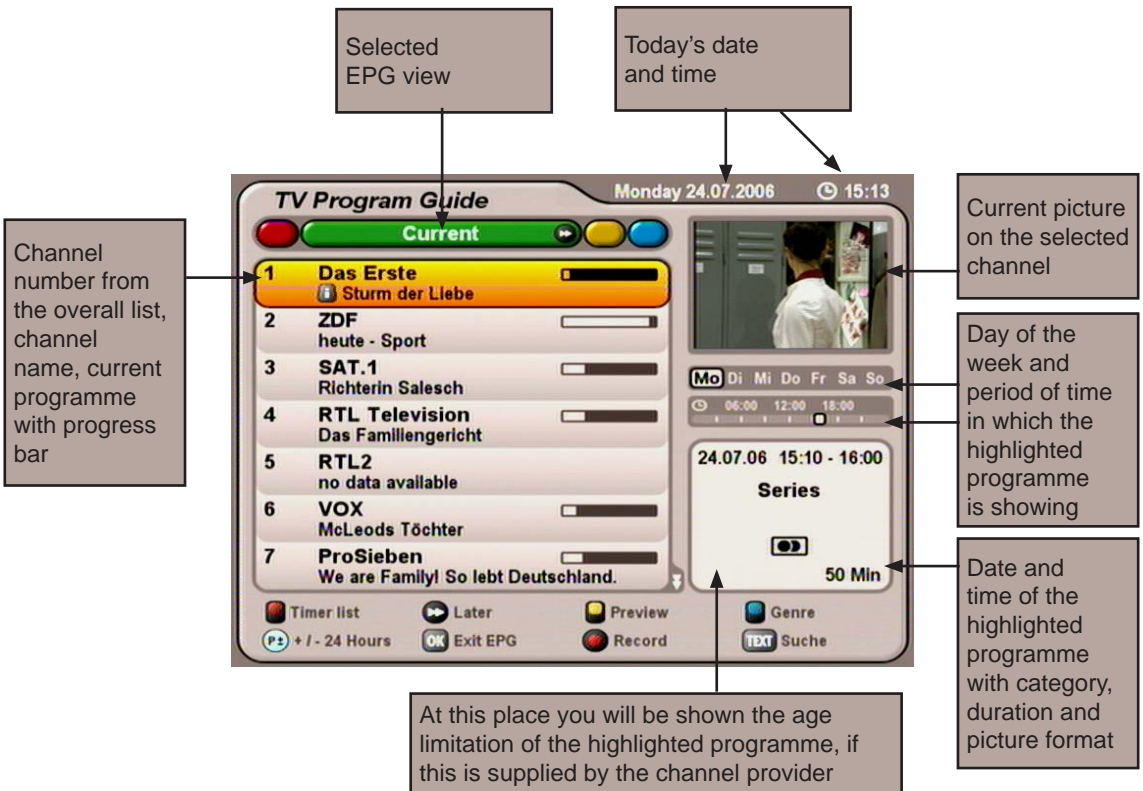 Selected
EPG view
Today's date
and time
Channel
number from
the overall list,
channel
name, current
programme
with progress
bar
TV Program Guide
Monday 24.07.2006 15:13
Current
1 Das Erste
Sturm der Liebe
2 ZDF
heute - Sport
3 SAT.1
Richterin Salesch
4 RTL Television
Das Familiengericht
5 RTL2
no data available
6 VOX
McLeods Töchter
7 ProSieben
We are Family! So lebt Deutschland.
Mo Di Mi Do Fr Sa So
06:00 12:00 18:00
24.07.06 15:10 - 16:00
Series
50 Min
Timer list Later Preview Genre
P± + / - 24 Hours OK Exit EPG Record TEXT Suche
Current picture
on the selected
channel
Day of the
week and
period of time
in which the
highlighted
programme
is showing
Date and
time of the
highlighted
programme
with category,
duration and
picture format
At this place you will be shown the age
limitation of the highlighted programme, if
this is supplied by the channel provider